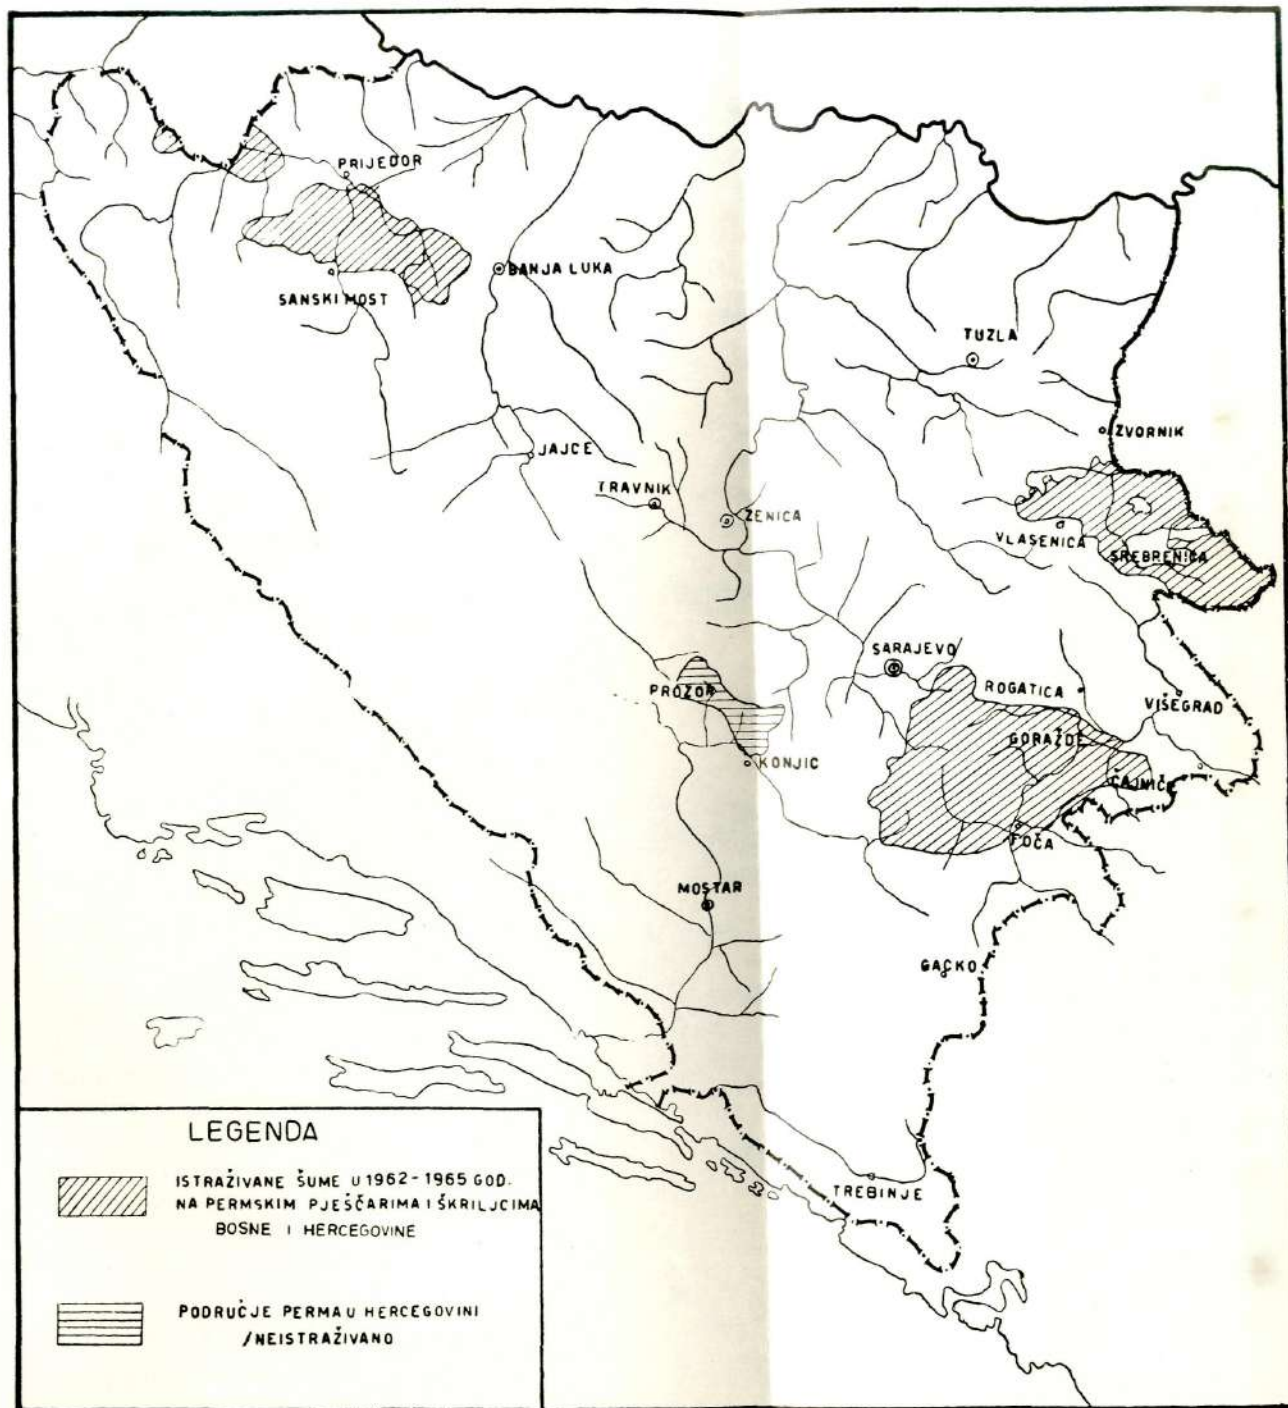 PRIJEDOR
SANSKI MOST
BANJA LUKA
TUZLA
ZVORNIK
JAJCE
TRAVNIK
ZENICA
VLASENICA
SREBRENICA
SARAJEVO
ROGATICA
VIŠEGRAD
PROZOR
GORAŽDE
KONJIC
ČAJNIČE
FOČA
MOSTAR
GACKO
TREBINJE
LEGENDA
ISTRAŽIVANE ŠUME U 1962-1965 GOD.
NA PERMSKIM PJEŠČARIMA I ŠKRILJCIMA
BOSNE I HERCEGOVINE
PODRUČJE PERMA U HERCEGOVINI
/NEISTRAŽIVANO